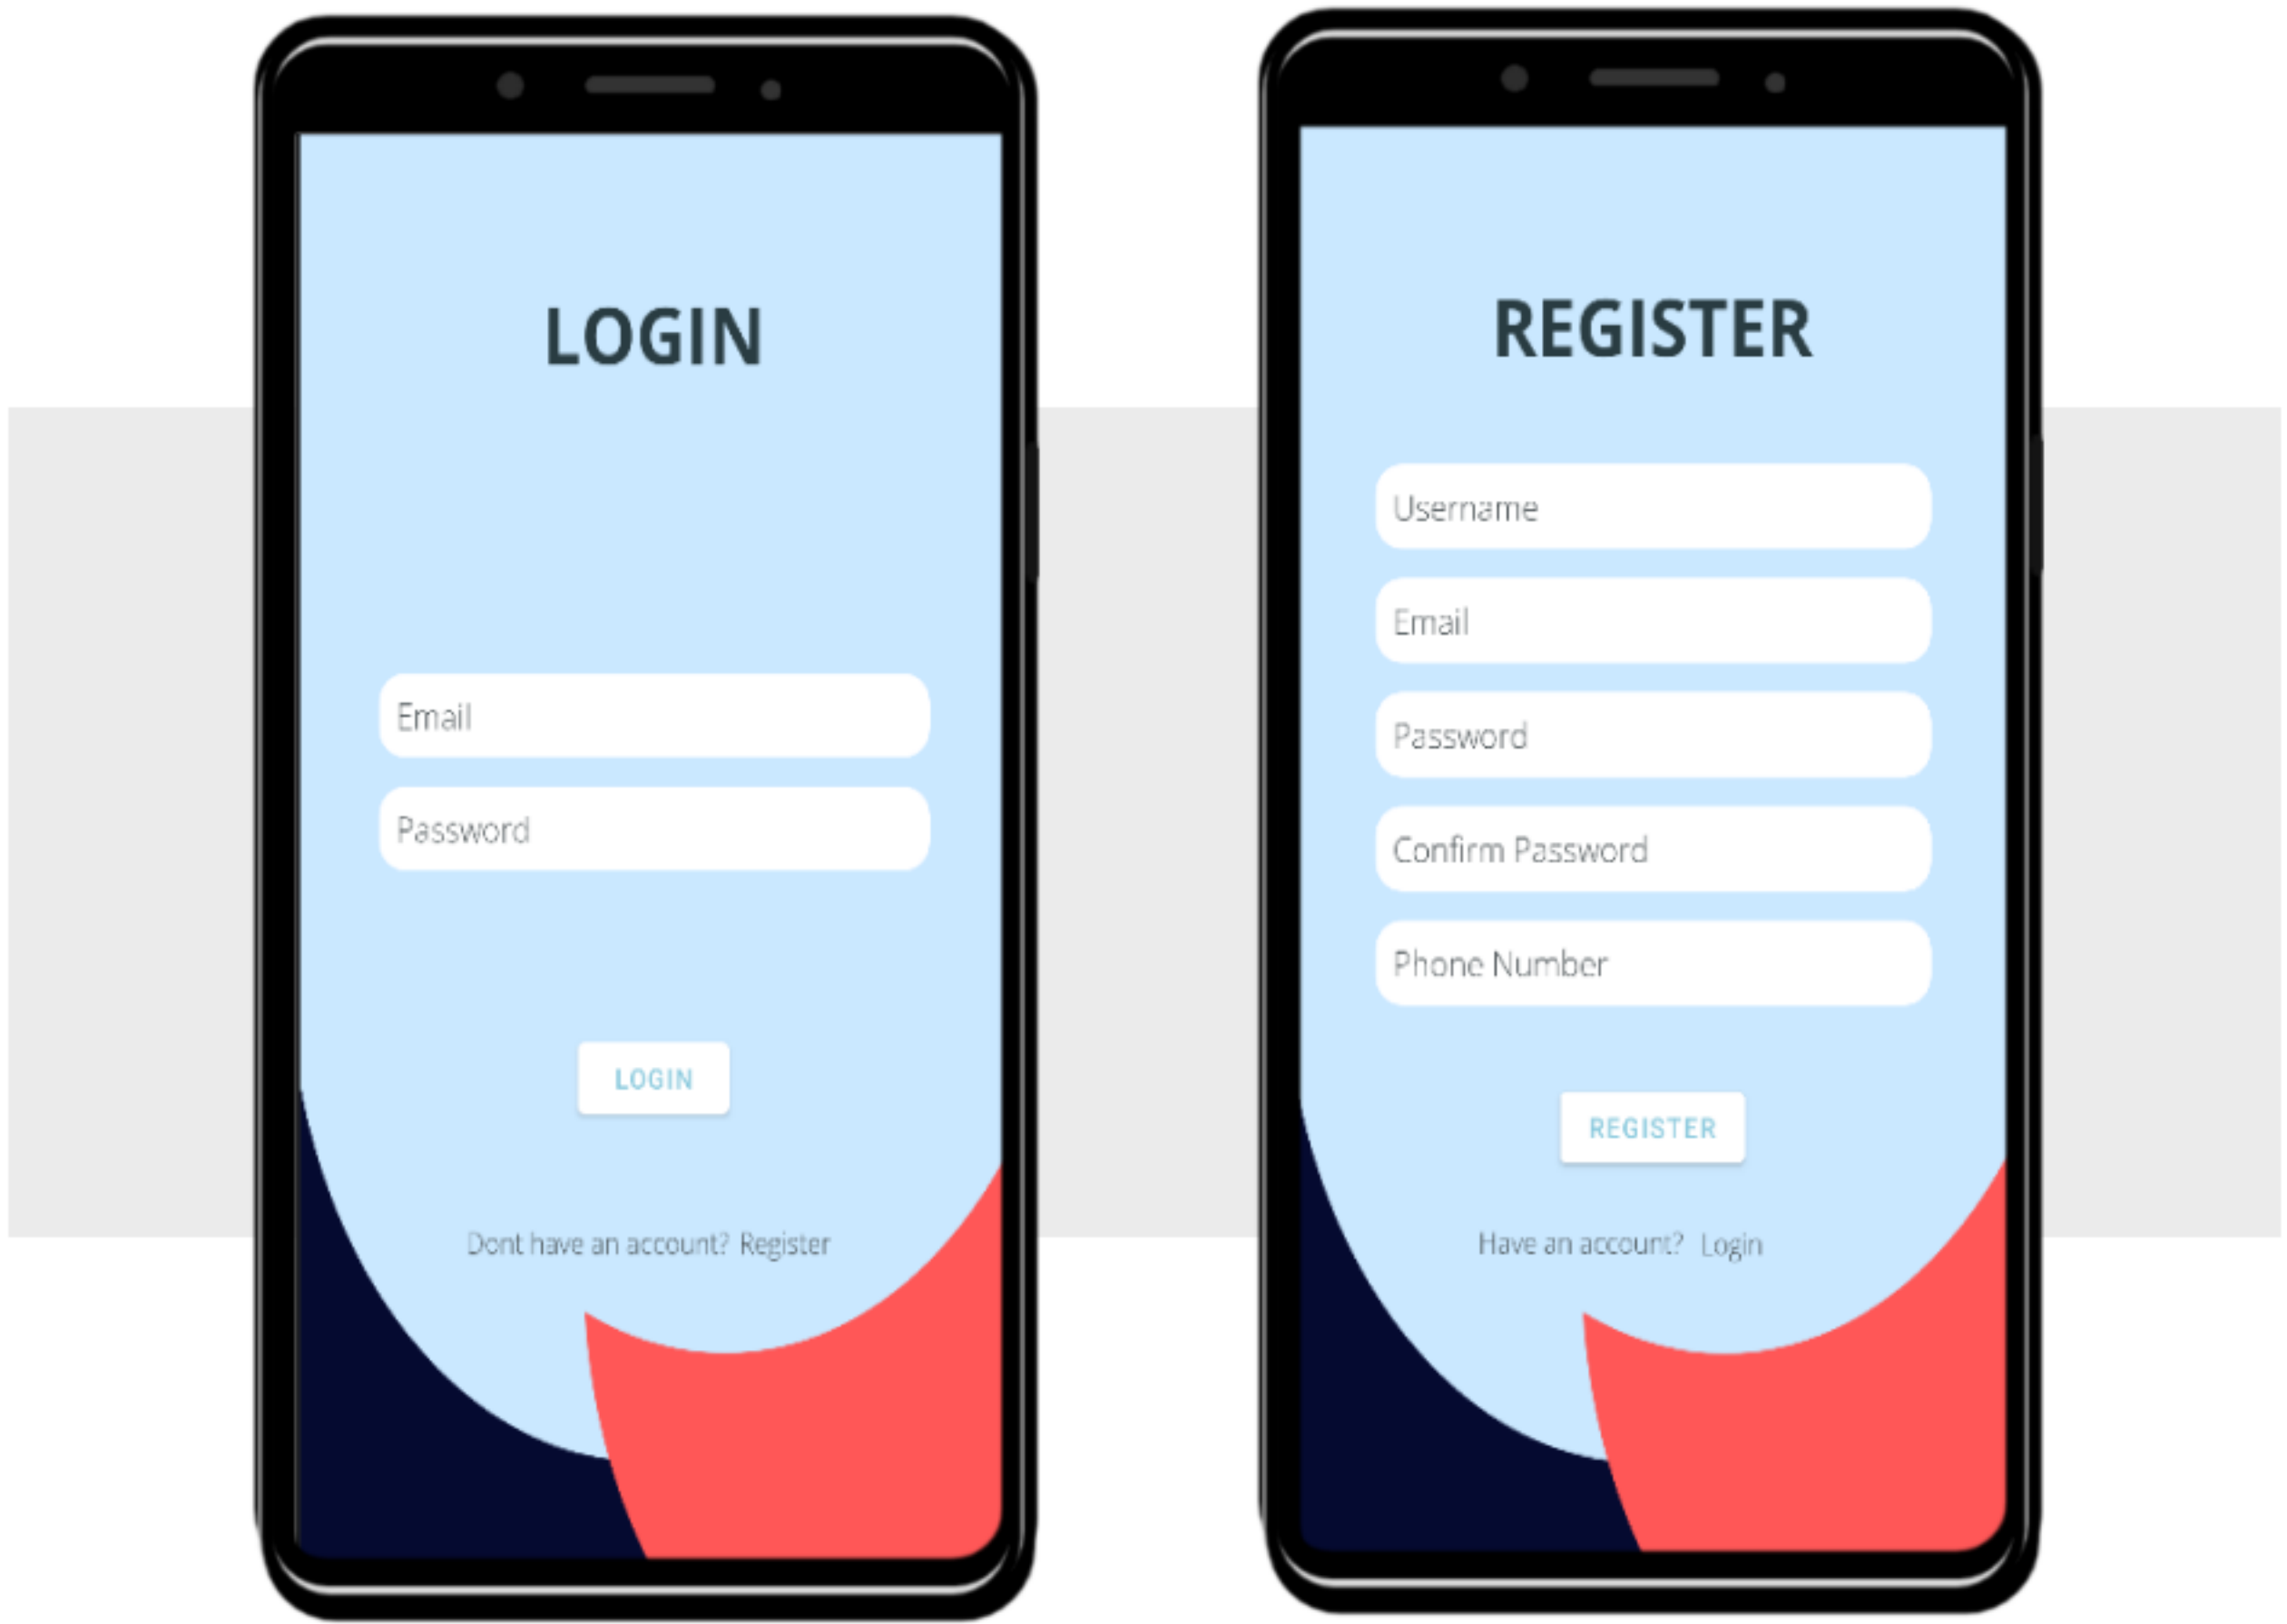 LOGIN
Email
Password
LOGIN
Dont have an account? Register
REGISTER
Username
Email
Password
Confirm Password
Phone Number
REGISTER
Have an account? Login